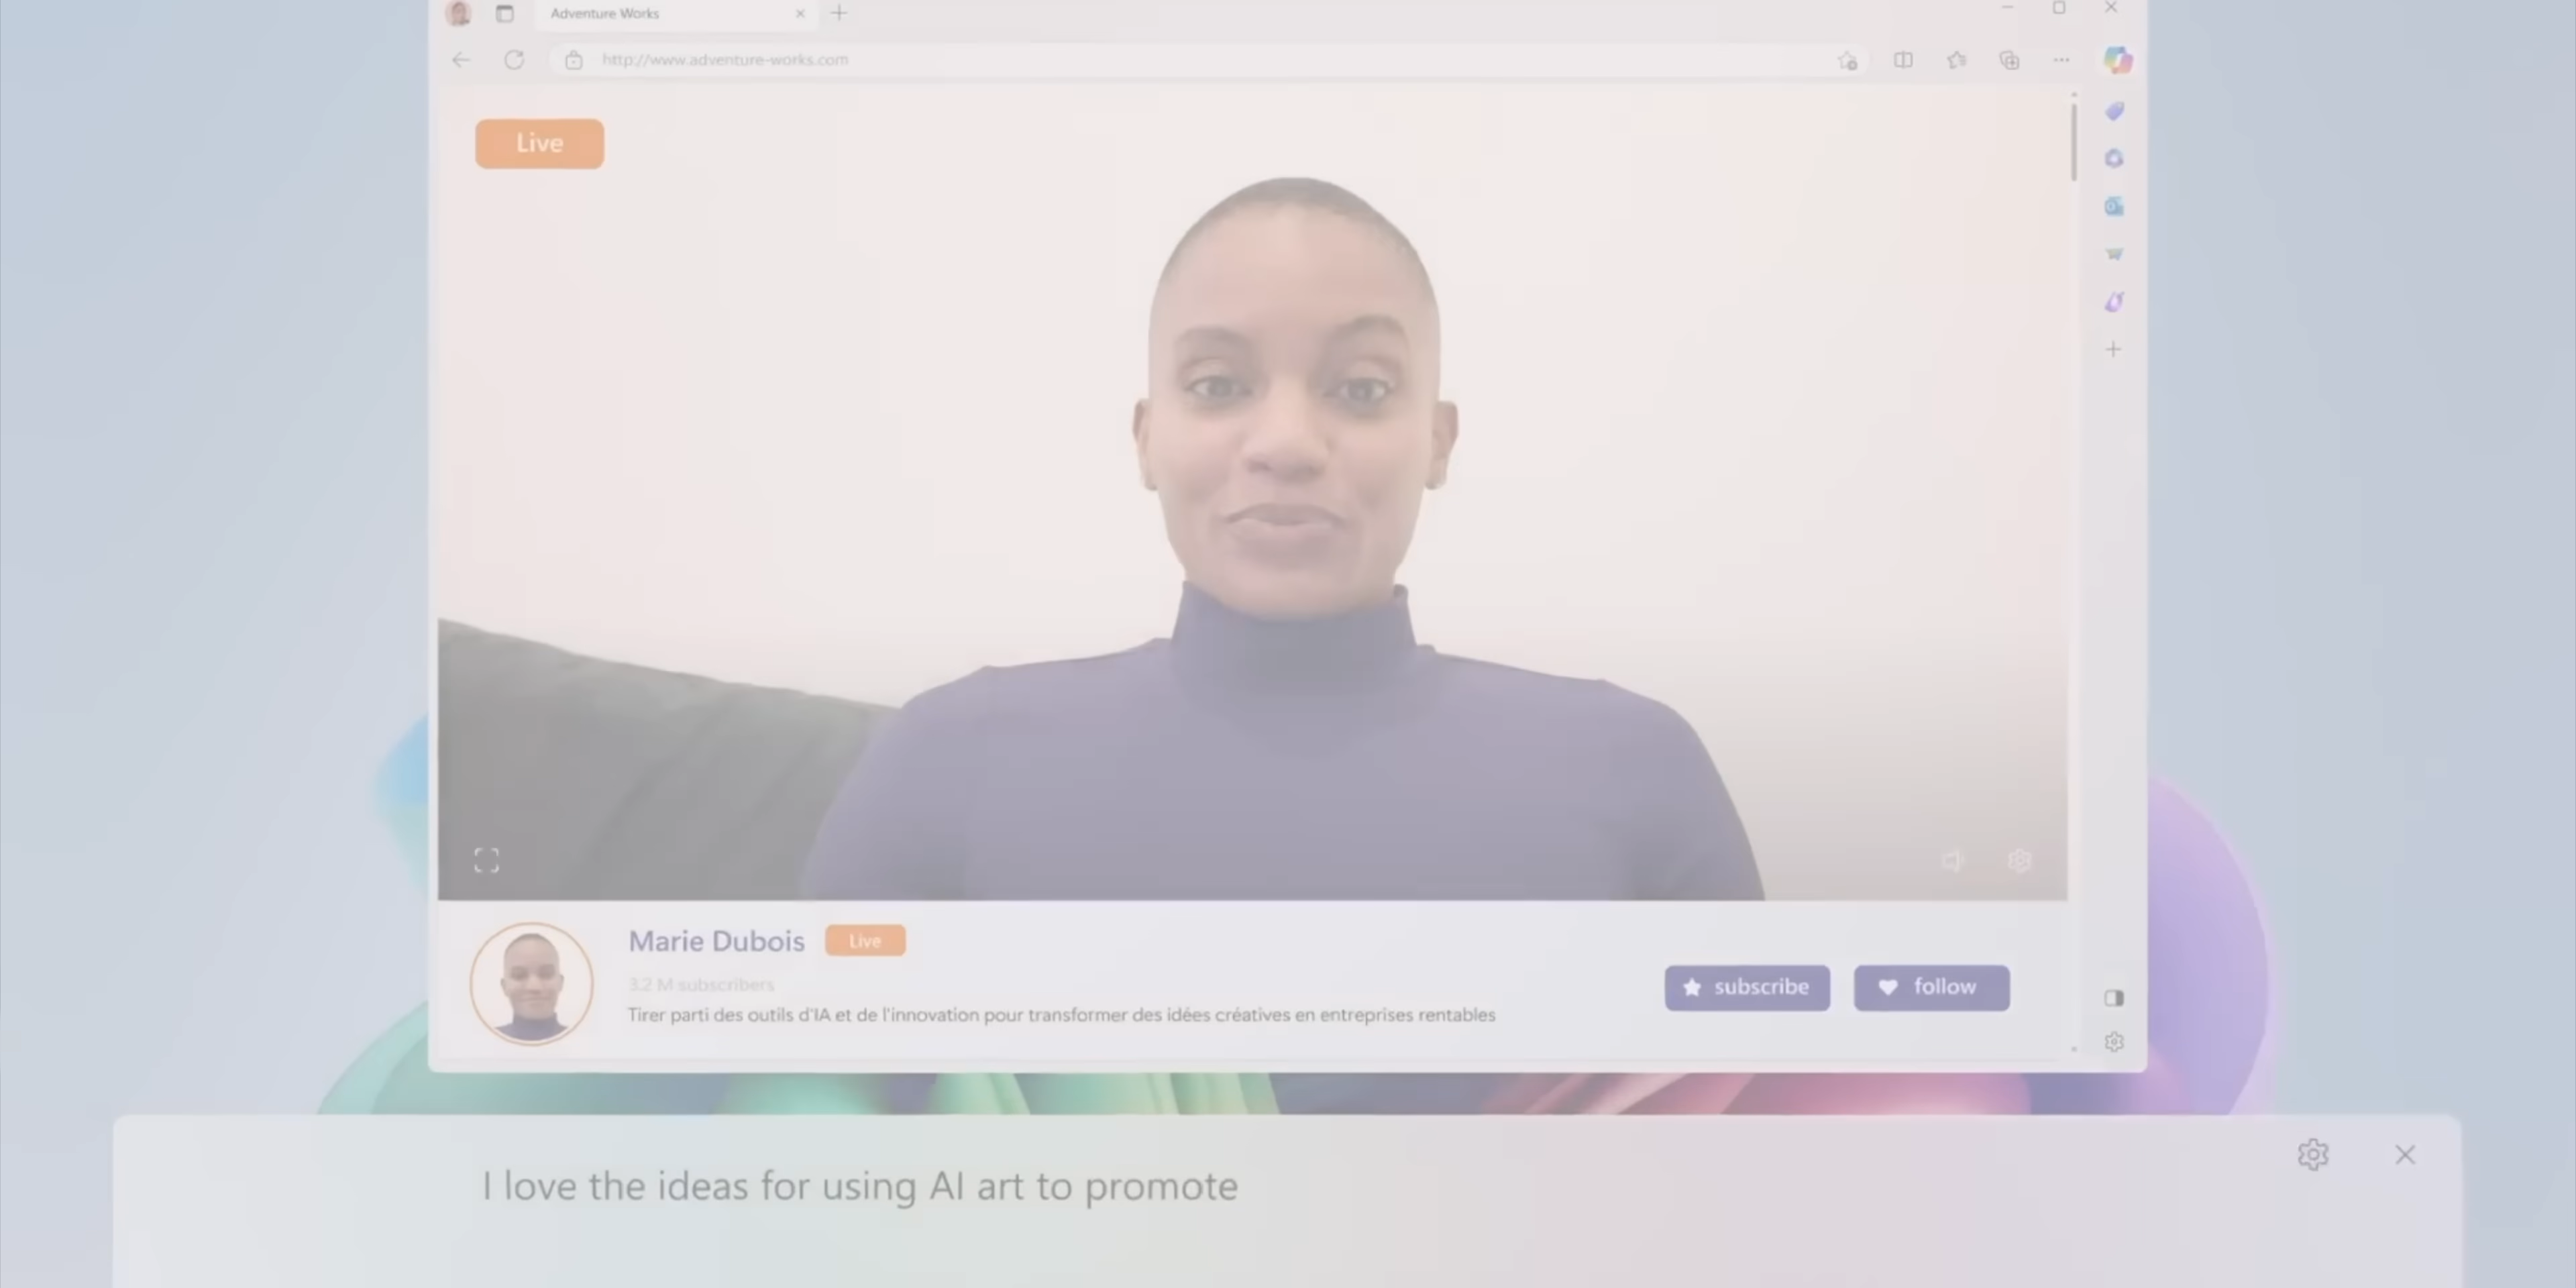 Adventure Works
http://www.adventure-works.com
Live
Marie Dubois
Live
3.2 M subscribers
Tirer parti des outils d'IA et de l'innovation pour transformer des idées créatives en entreprises rentables
subscribe
follow
I love the ideas for using AI art to promote